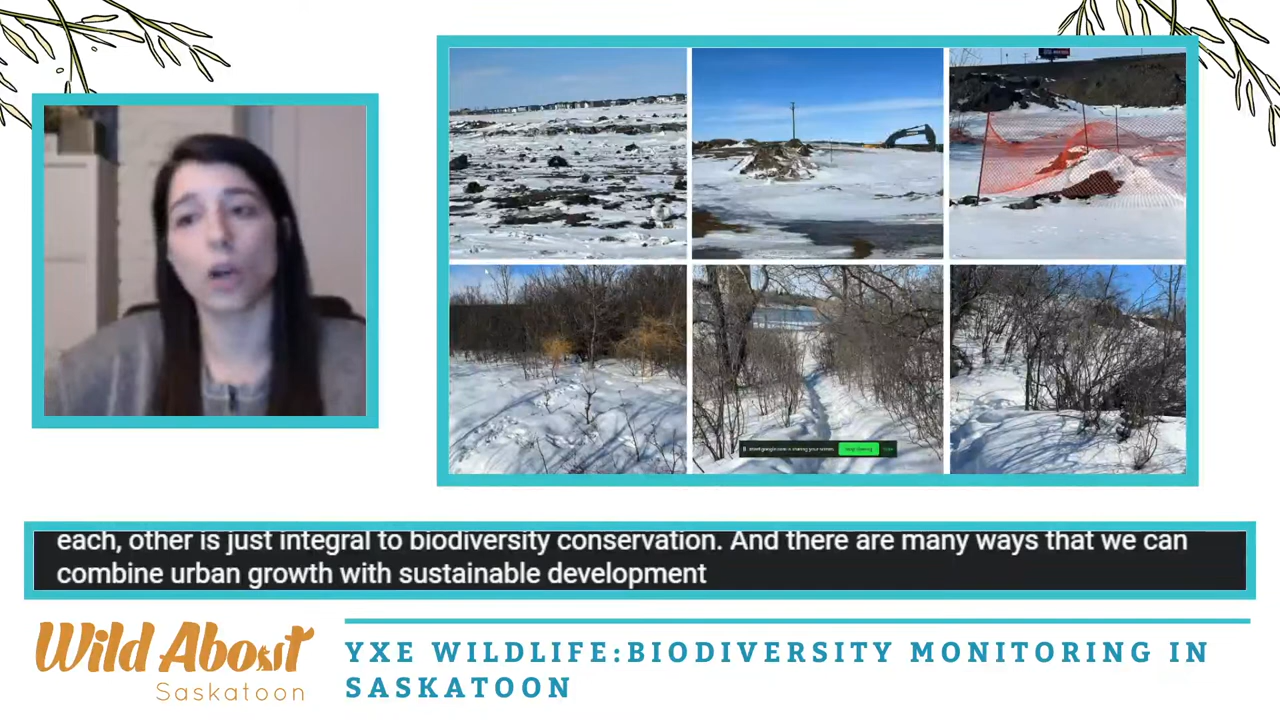 each, other is just integral to biodiversity conservation. And there are many ways that we can
combine urban growth with sustainable development
Wild About
Saskatoon
YXE WILDLIFE:BIODIVERSITY MONITORING IN
SASKATOON